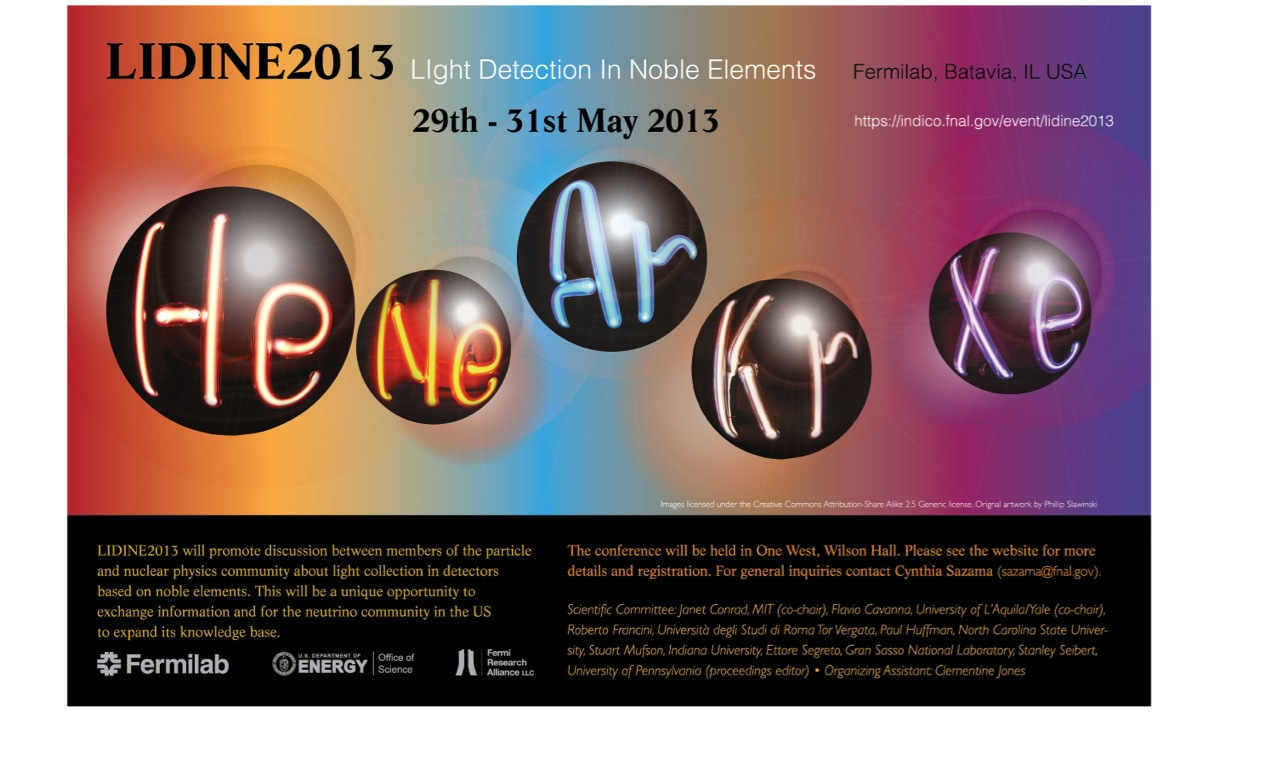 LIDINE2013 LIght Detection In Noble Elements Fermilab, Batavia, IL USA
29th - 31st May 2013 https://indico.fnal.gov/event/lidine2013
He
Ne
Ar
Kr
Xe
Images licensed under the Creative Commons Attribution-Share Alike 2.5 Generic license. Orignal artwork by Phillip Slawinski
LIDINE2013 will promote discussion between members of the particle
and nuclear physics community about light collection in detectors
based on noble elements. This will be a unique opportunity to
exchange information and for the neutrino community in the US
to expand its knowledge base.
Fermilab
U.S. DEPARTMENT OF
ENERGY
Office of
Science
Fermi
Research
Alliance LLC
The conference will be held in One West, Wilson Hall. Please see the website for more
details and registration. For general inquiries contact Cynthia Sazama (sazama@fnal.gov).
Scientific Committee: Janet Conrad, MIT (co-chair), Flavio Cavanna, University of L'Aquila/Yale (co-chair),
Roberto Francini, Università degli Studi di Roma Tor Vergata, Paul Huffman, North Carolina State Univer-
sity, Stuart Mufson, Indiana University, Ettore Segreto, Gran Sasso National Laboratory, Stanley Seibert,
University of Pennsylvania (proceedings editor) • Organizing Assistant: Clementine Jones